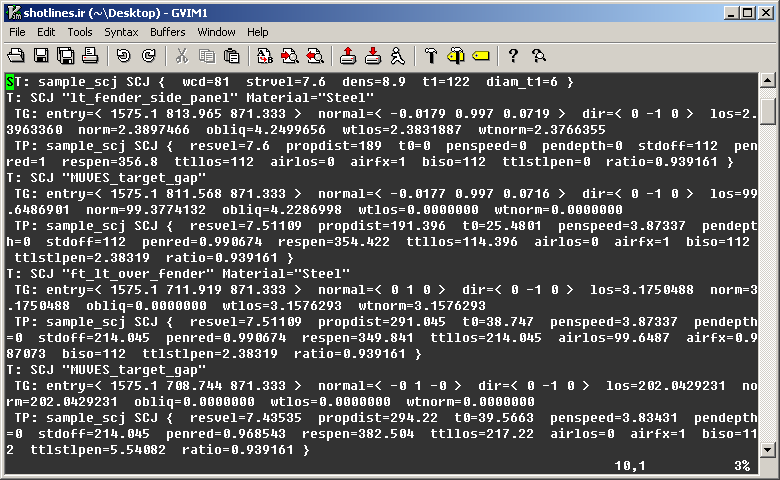 shotlines.ir (~\Desktop) - GVIM1
File Edit Tools Syntax Buffers Window Help
ST: sample_scj SCJ {  wcd=81  strvel=7.6  dens=8.9  t1=122  diam_t1=6 }
T: SCJ "lt_fender_side_panel" Material="Steel"
 TG: entry=< 1575.1 813.965 871.333 >  normal=< -0.0179 0.997 0.0719 >  dir=< 0 -1 0 >  los=2.
3963360  norm=2.3897466  obliq=4.2499656  wtlos=2.3831887  wtnorm=2.3766355
 TP: sample_scj SCJ {  resvel=7.6  propdist=189  t0=0  penspeed=0  pendepth=0  stdoff=112  pen
red=1  respen=356.8  ttllos=112  airlos=0  airfx=1  biso=112  ttlstlpen=0  ratio=0.939161 }
T: SCJ "MUVES_target_gap"
 TG: entry=< 1575.1 811.568 871.333 >  normal=< -0.0177 0.997 0.0716 >  dir=< 0 -1 0 >  los=99
.6486901  norm=99.3774132  obliq=4.2286998  wtlos=0.0000000  wtnorm=0.0000000
 TP: sample_scj SCJ {  resvel=7.51109  propdist=191.396  t0=25.4801  penspeed=3.87337  pendept
h=0  stdoff=112  penred=0.990674  respen=354.422  ttllos=114.396  airlos=0  airfx=1  biso=112
 ttlstlpen=2.38319  ratio=0.939161 }
T: SCJ "ft_lt_over_fender" Material="Steel"
 TG: entry=< 1575.1 711.919 871.333 >  normal=< 0 1 0 >  dir=< 0 -1 0 >  los=3.1750488  norm=3
.1750488  obliq=0.0000000  wtlos=3.1576293  wtnorm=3.1576293
 TP: sample_scj SCJ {  resvel=7.51109  propdist=291.045  t0=38.747  penspeed=3.87337  pendepth
=0  stdoff=214.045  penred=0.990674  respen=349.841  ttllos=214.045  airlos=99.6487  airfx=0.9
87073  biso=112  ttlstlpen=2.38319  ratio=0.939161 }
T: SCJ "MUVES_target_gap"
 TG: entry=< 1575.1 708.744 871.333 >  normal=< -0 1 -0 >  dir=< 0 -1 0 >  los=202.0429231  no
rm=202.0429231  obliq=0.0000000  wtlos=0.0000000  wtnorm=0.0000000
 TP: sample_scj SCJ {  resvel=7.43535  propdist=294.22  t0=39.5663  penspeed=3.83431  pendepth
=0  stdoff=214.045  penred=0.968543  respen=382.504  ttllos=217.22  airlos=0  airfx=1  biso=11
2  ttlstlpen=5.54082  ratio=0.939161 }
10,1 3%